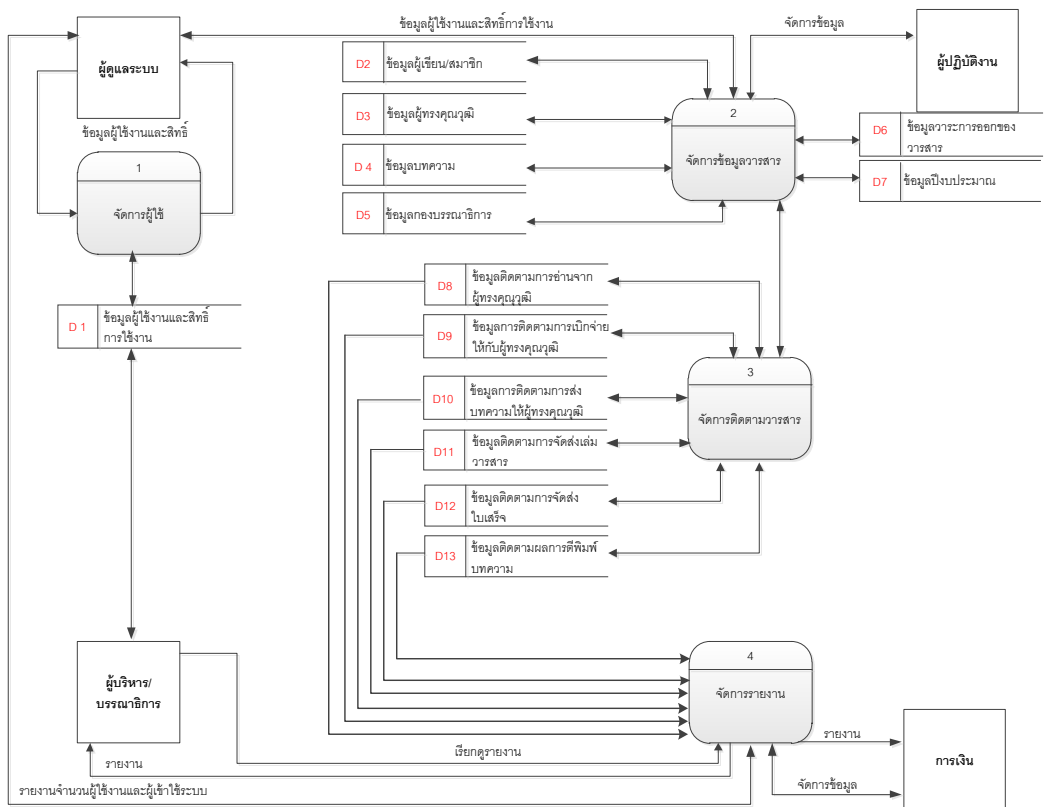 ข้อมูลผู้ใช้งานและสิทธิ์การใช้งาน
จัดการข้อมูล
ผู้ดูแลระบบ
ผู้ปฏิบัติงาน
D2 ข้อมูลผู้เขียน/สมาชิก
D3 ข้อมูลผู้ทรงคุณวุฒิ
D 4 ข้อมูลบทความ
D5 ข้อมูลกองบรรณาธิการ
2
จัดการข้อมูลวารสาร
D6 ข้อมูลวาระการออกของ
วารสาร
D7 ข้อมูลปีงบประมาณ
ข้อมูลผู้ใช้งานและสิทธิ์
1
จัดการผู้ใช้
D 1 ข้อมูลผู้ใช้งานและสิทธิ์
การใช้งาน
D8 ข้อมูลติดตามการอ่านจาก
ผู้ทรงคุณวุฒิ
D9 ข้อมูลการติดตามการเบิกจ่าย
ให้กับผู้ทรงคุณวุฒิ
D10 ข้อมูลการติดตามการส่ง
บทความให้ผู้ทรงคุณวุฒิ
D11 ข้อมูลติดตามการจัดส่งเล่ม
วารสาร
D12 ข้อมูลติดตามการจัดส่ง
ใบเสร็จ
D13 ข้อมูลติดตามผลการตีพิมพ์
บทความ
3
จัดการติดตามวารสาร
ผู้บริหาร/
บรรณาธิการ
4
จัดการรายงาน
เรียกดูรายงาน
รายงาน
รายงาน
การเงิน
จัดการข้อมูล
รายงานจำนวนผู้ใช้งานและผู้เข้าใช้ระบบ